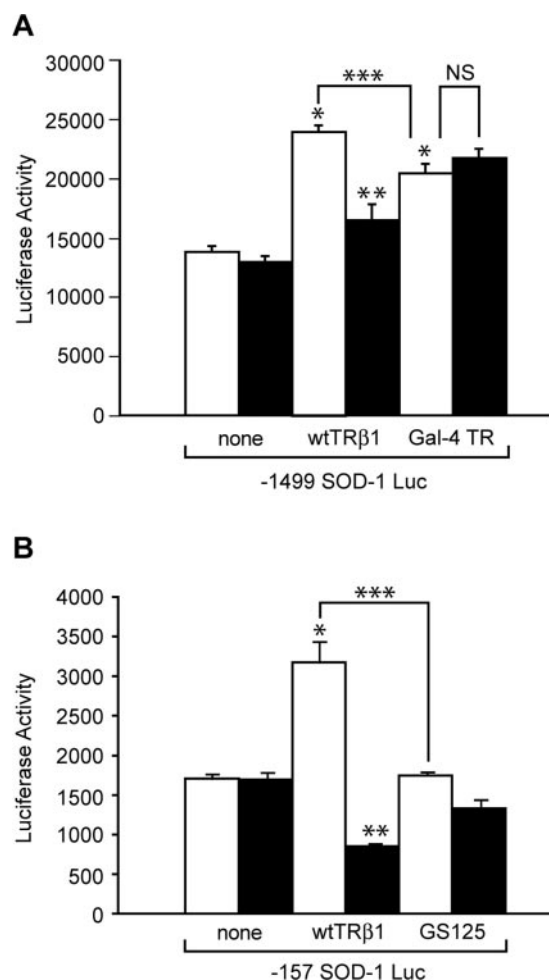 A
30000
25000
20000
15000
10000
5000
0
Luciferase Activity
*
***
**
*
NS
none wtTRβ1 Gal-4 TR
-1499 SOD-1 Luc
B
4000
3500
3000
2500
2000
1500
1000
500
0
Luciferase Activity
*
***
**
none wtTRβ1 GS125
-157 SOD-1 Luc